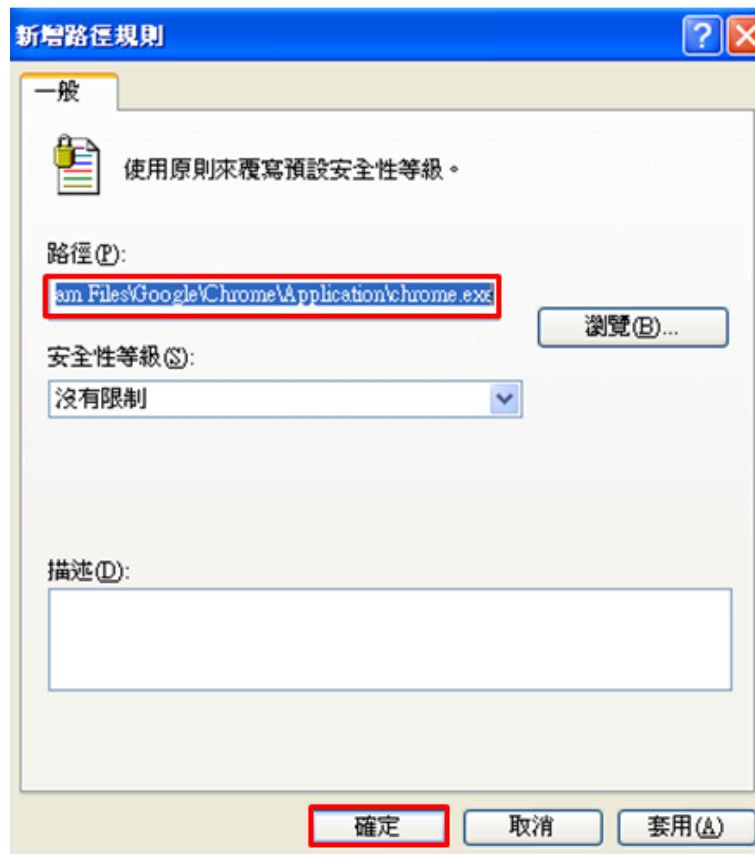 新增路徑規則
一般
使用原則來覆寫預設安全性等級。
路徑(P):
am Files\Google\Chrome\Application\chrome.exe
瀏覽(B)...
安全性等級(S):
沒有限制
描述(D):
確定
取消
套用(A)